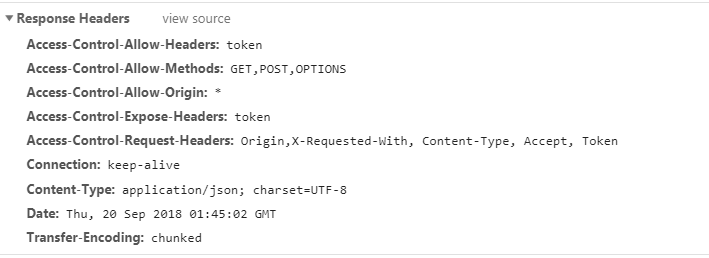 Response Headers view source
Access-Control-Allow-Headers: token
Access-Control-Allow-Methods: GET,POST,OPTIONS
Access-Control-Allow-Origin: *
Access-Control-Expose-Headers: token
Access-Control-Request-Headers: Origin,X-Requested-With, Content-Type, Accept, Token
Connection: keep-alive
Content-Type: application/json; charset=UTF-8
Date: Thu, 20 Sep 2018 01:45:02 GMT
Transfer-Encoding: chunked